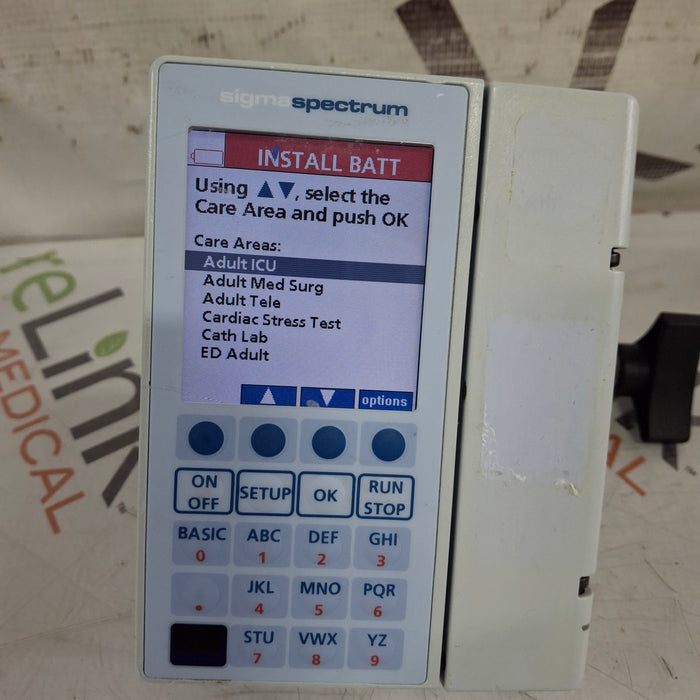 sigmaspectrum
INSTALL BATT
Using ▲▼, select the
Care Area and push OK
Care Areas:
Adult ICU
Adult Med Surg
Adult Tele
Cardiac Stress Test
Cath Lab
ED Adult
options
ON OFF
SETUP
OK
RUN STOP
BASIC 0
ABC 1
DEF 2
GHI 3
.
JKL 4
MNO 5
PQR 6
STU 7
VWX 8
YZ 9
reLink
MEDICAL